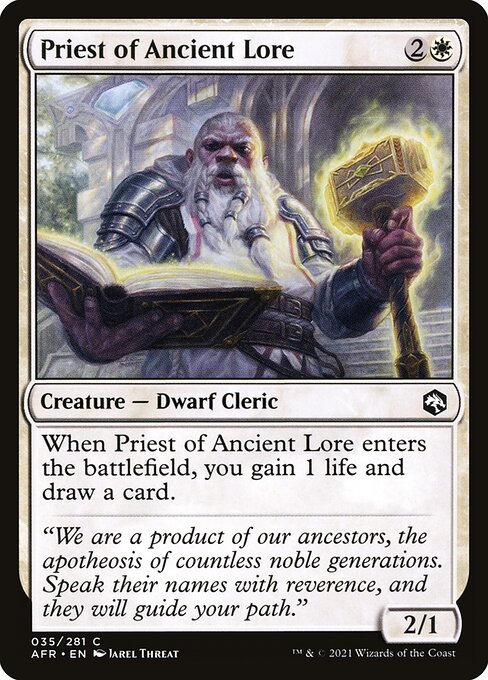 Priest of Ancient Lore 2
Creature — Dwarf Cleric
When Priest of Ancient Lore enters
the battlefield, you gain 1 life and
draw a card.
“We are a product of our ancestors, the
apotheosis of countless noble generations.
Speak their names with reverence, and
they will guide your path.”
2/1
035/281 C
AFR • EN Jarel Threat
™ & © 2021 Wizards of the Coast